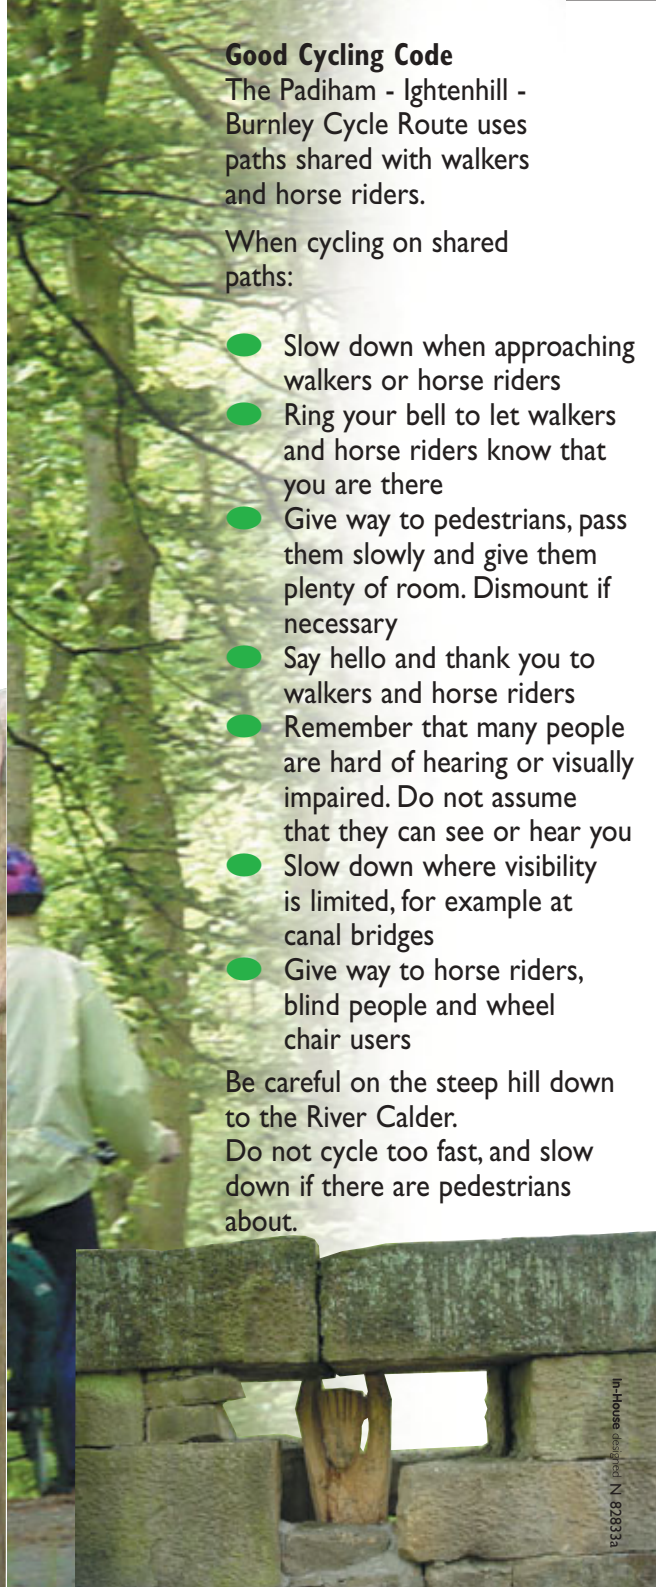 Good Cycling Code
The Padiham - Ightenhill -
Burnley Cycle Route uses
paths shared with walkers
and horse riders.
When cycling on shared
paths:
Slow down when approaching
walkers or horse riders
Ring your bell to let walkers
and horse riders know that
you are there
Give way to pedestrians, pass
them slowly and give them
plenty of room. Dismount if
necessary
Say hello and thank you to
walkers and horse riders
Remember that many people
are hard of hearing or visually
impaired. Do not assume
that they can see or hear you
Slow down where visibility
is limited, for example at
canal bridges
Give way to horse riders,
blind people and wheel
chair users
Be careful on the steep hill down
to the River Calder.
Do not cycle too fast, and slow
down if there are pedestrians
about.
In-House designed N 82833a